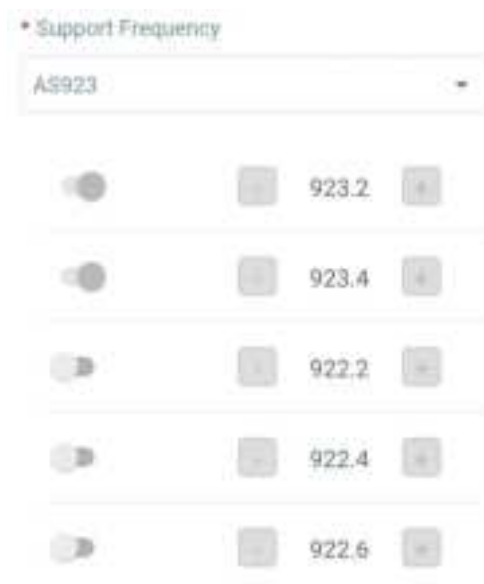 * Support Frequency
AS923
- 923.2 +
- 923.4 +
- 922.2 +
- 922.4 +
- 922.6 +